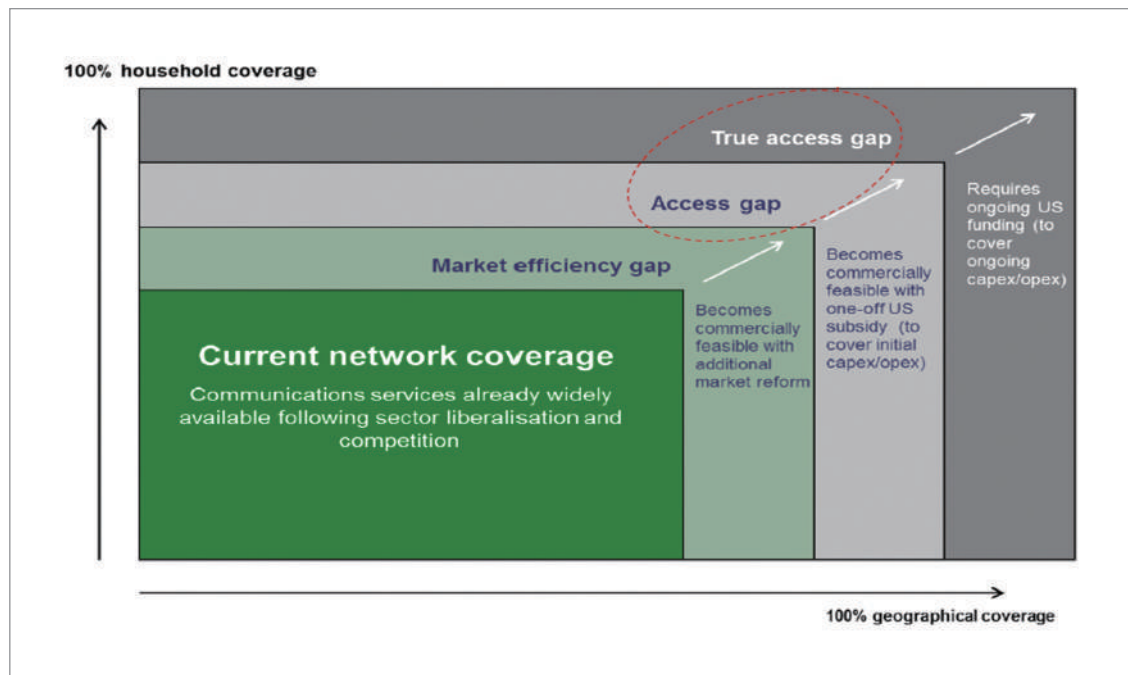 100% household coverage
True access gap
Requires
ongoing US
funding (to
cover
ongoing
capex/opex)
Access gap
Becomes
commercially
feasible with
one-off US
subsidy (to
cover initial
capex/opex)
Market efficiency gap
Becomes
commercially
feasible with
additional
market reform
Current network coverage
Communications services already widely
available following sector liberalisation and
competition
100% geographical coverage